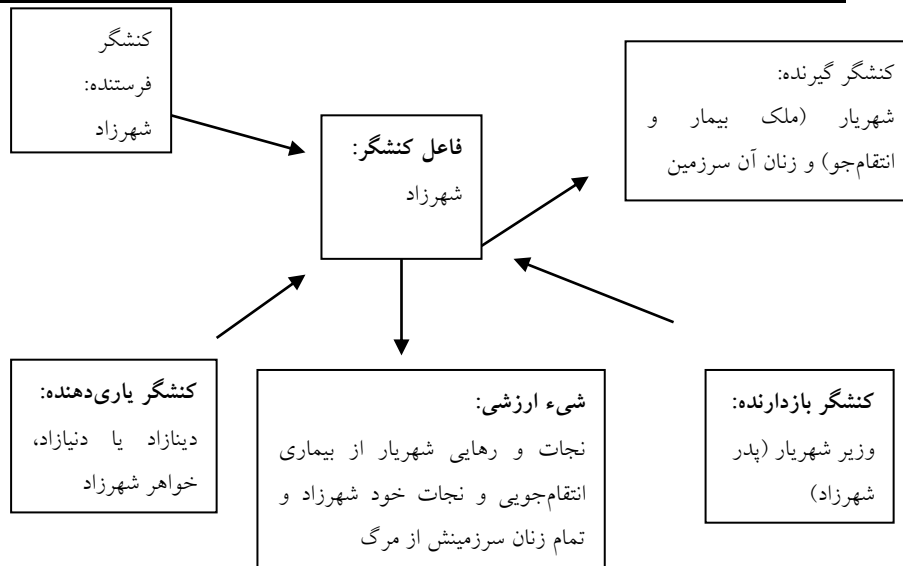 کنشگر
فرستنده:
شهرزاد
کنشگر گیرنده:
شهریار (ملک بیمار و
انتقام‌جو) و زنان آن سرزمین
فاعل کنشگر:
شهرزاد
کنشگر بازدارنده:
وزیر شهریار (پدر
شهرزاد)
شیء ارزشی:
نجات و رهایی شهریار از بیماری
انتقام‌جویی و نجات خود شهرزاد و
تمام زنان سرزمینش از مرگ
کنشگر یاری‌دهنده:
دینازاد یا دنیازاد،
خواهر شهرزاد